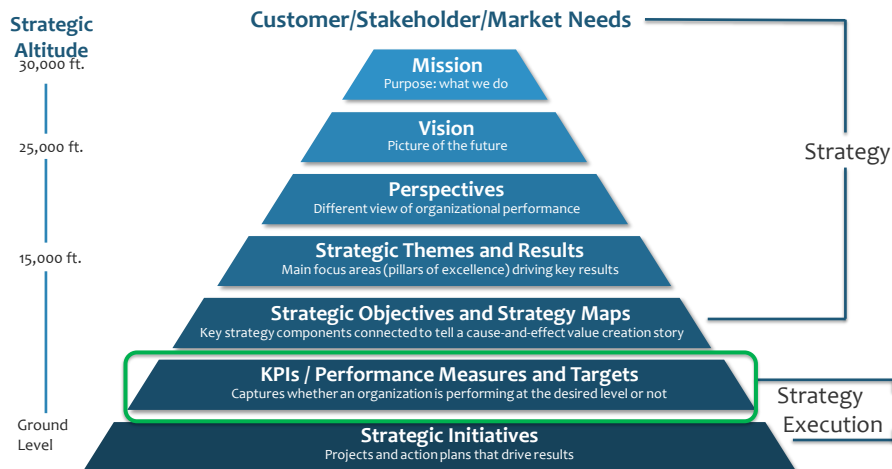 Strategic
Altitude
Customer/Stakeholder/Market Needs
30,000 ft.
Mission
Purpose: what we do
25,000 ft.
Vision
Picture of the future
Strategy
Perspectives
Different view of organizational performance
15,000 ft.
Strategic Themes and Results
Main focus areas (pillars of excellence) driving key results
Strategic Objectives and Strategy Maps
Key strategy components connected to tell a cause-and-effect value creation story
KPIs / Performance Measures and Targets
Captures whether an organization is performing at the desired level or not
Strategy
Execution
Ground
Level
Strategic Initiatives
Projects and action plans that drive results